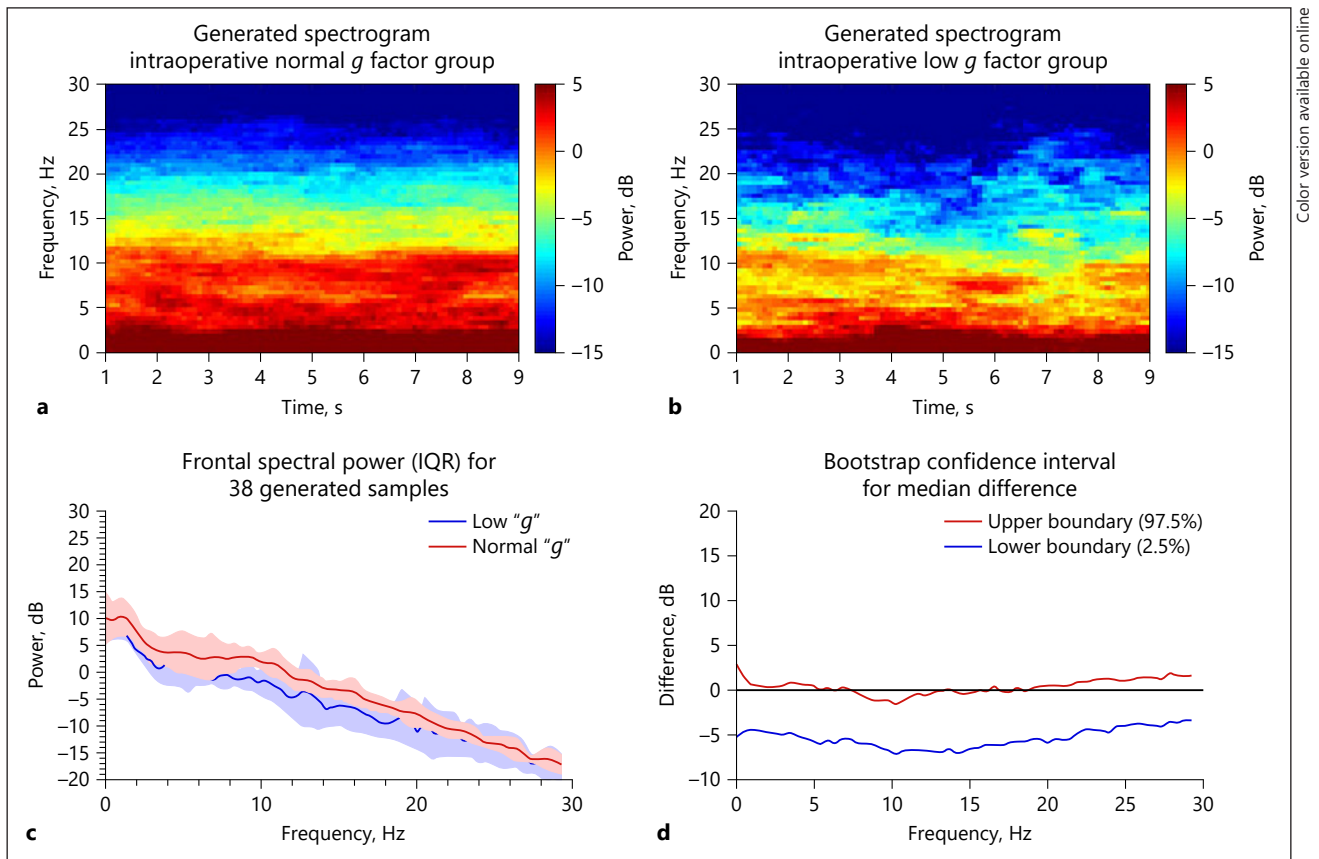 Color version available online
Generated spectrogram
intraoperative normal g factor group
30
25
20
15
10
5
0
Frequency, Hz
1 2 3 4 5 6 7 8 9
Time, s
5
0
−5
−10
−15
Power, dB
a
Generated spectrogram
intraoperative low g factor group
30
25
20
15
10
5
0
Frequency, Hz
1 2 3 4 5 6 7 8 9
Time, s
5
0
−5
−10
−15
Power, dB
b
Frontal spectral power (IQR) for
38 generated samples
30
25
20
15
10
5
0
−5
−10
−15
−20
Power, dB
Low “g”
Normal “g”
0 10 20 30
Frequency, Hz
c
Bootstrap confidence interval
for median difference
20
15
10
5
0
−5
−10
Difference, dB
Upper boundary (97.5%)
Lower boundary (2.5%)
0 5 10 15 20 25 30
Frequency, Hz
d